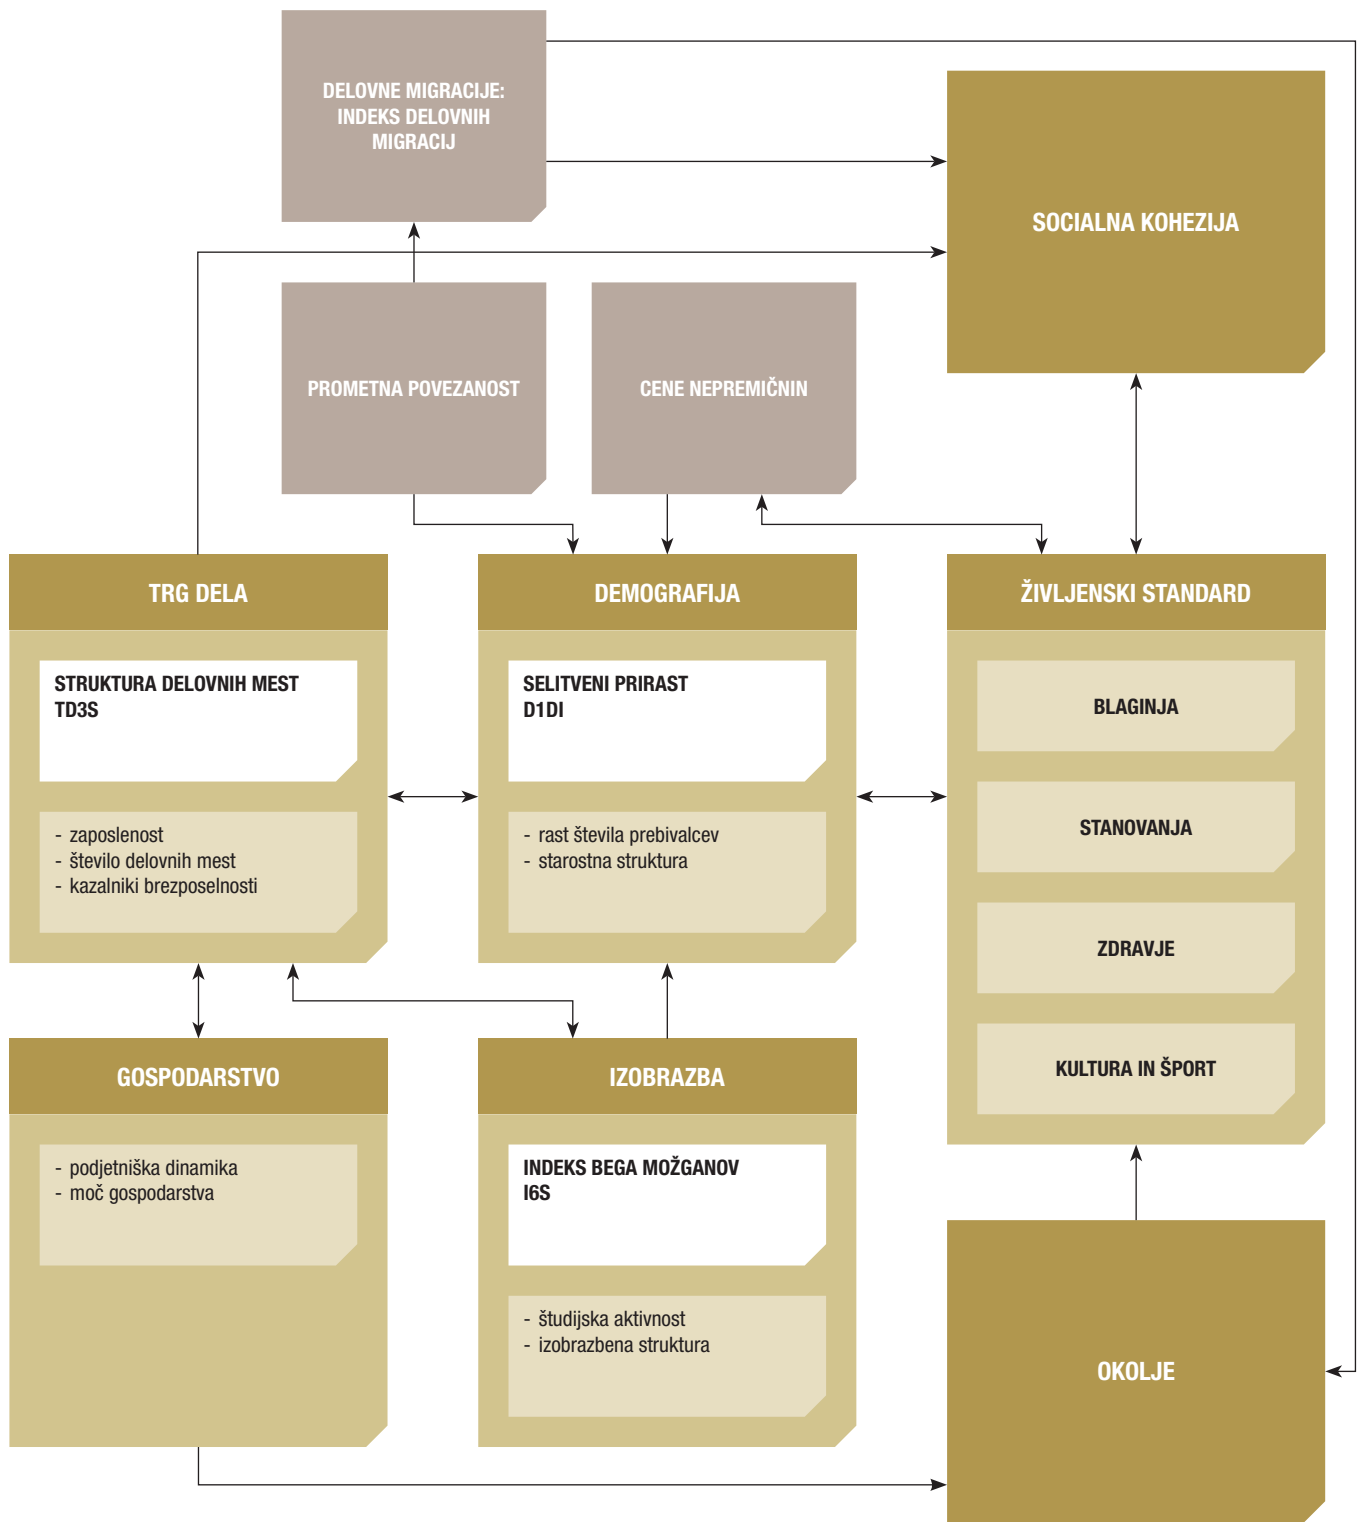 DELOVNE MIGRACIJE:
INDEKS DELOVNIH
MIGRACIJ
SOCIALNA KOHEZIJA
PROMETNA POVEZANOST
CENE NEPREMIČNIN
TRG DELA
STRUKTURA DELOVNIH MEST
TD3S
- zaposlenost
- število delovnih mest
- kazalniki brezposelnosti
DEMOGRAFIJA
SELITVENI PRIRAST
D1DI
- rast števila prebivalcev
- starostna struktura
ŽIVLJENSKI STANDARD
BLAGINJA
STANOVANJA
ZDRAVJE
KULTURA IN ŠPORT
GOSPODARSTVO
- podjetniška dinamika
- moč gospodarstva
IZOBRAZBA
INDEKS BEGA MOŽGANOV
I6S
- študijska aktivnost
- izobrazbena struktura
OKOLJE